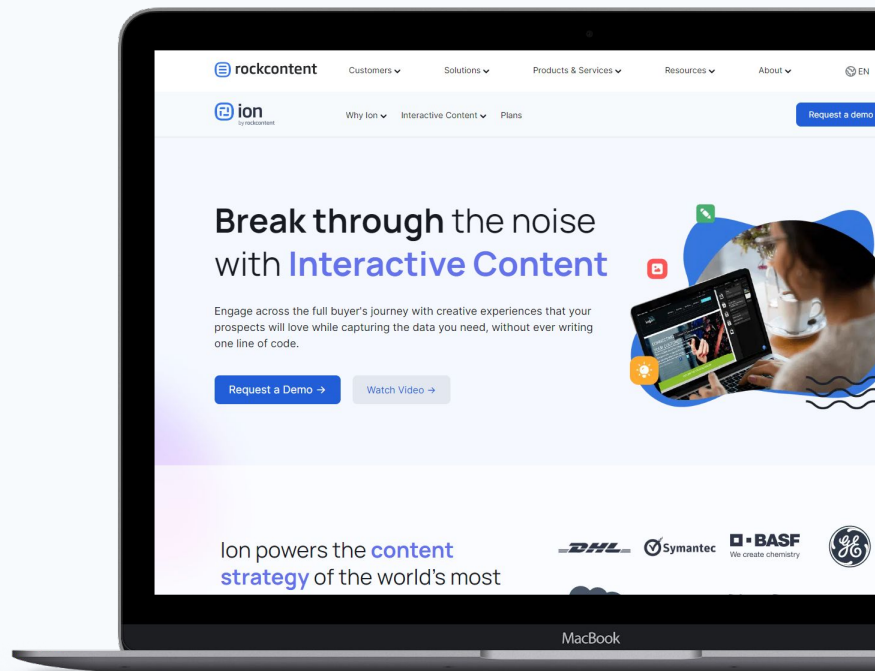 rockcontent
Customers
Solutions
Products & Services
Resources
About
EN
ion
by rockcontent
Why Ion
Interactive Content
Plans
Request a demo
Break through the noise
with Interactive Content
Engage across the full buyer's journey with creative experiences that your
prospects will love while capturing the data you need, without ever writing
one line of code.
Request a Demo →
Watch Video →
Ion powers the content
strategy of the world's most
DHL
Symantec
BASF
We create chemistry
GE
MacBook